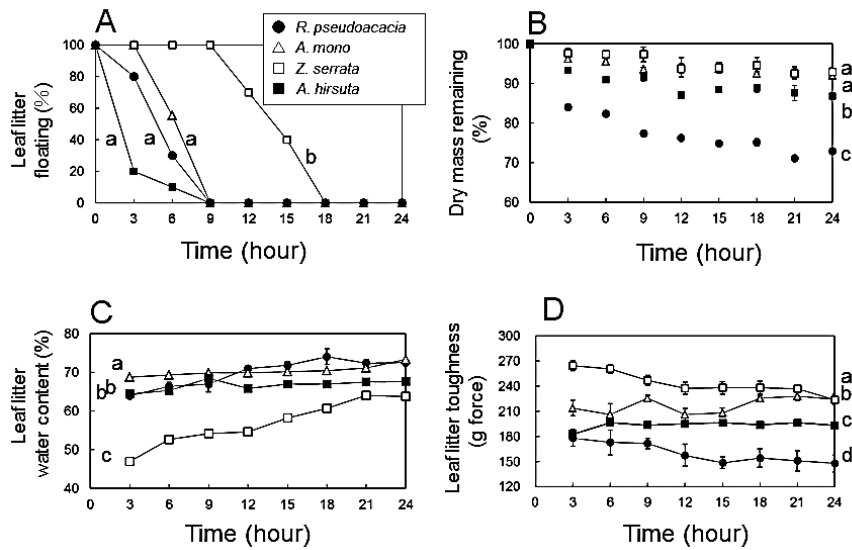 A
R. pseudoacacia
A. mono
Z. serrata
A. hirsuta
Leaf litter
floating (%)
100
80
60
40
20
0
a
a
a
b
0 3 6 9 12 15 18 21 24
Time (hour)
B
Dry mass remaining
(%)
100
90
80
70
60
a
a
b
c
0 3 6 9 12 15 18 21 24
Time (hour)
C
Leaf litter
water content (%)
80
70
60
50
40
a
b b
c
0 3 6 9 12 15 18 21 24
Time (hour)
D
Leaf litter toughness
(g force)
300
270
240
210
180
150
120
a
b
c
d
0 3 6 9 12 15 18 21 24
Time (hour)